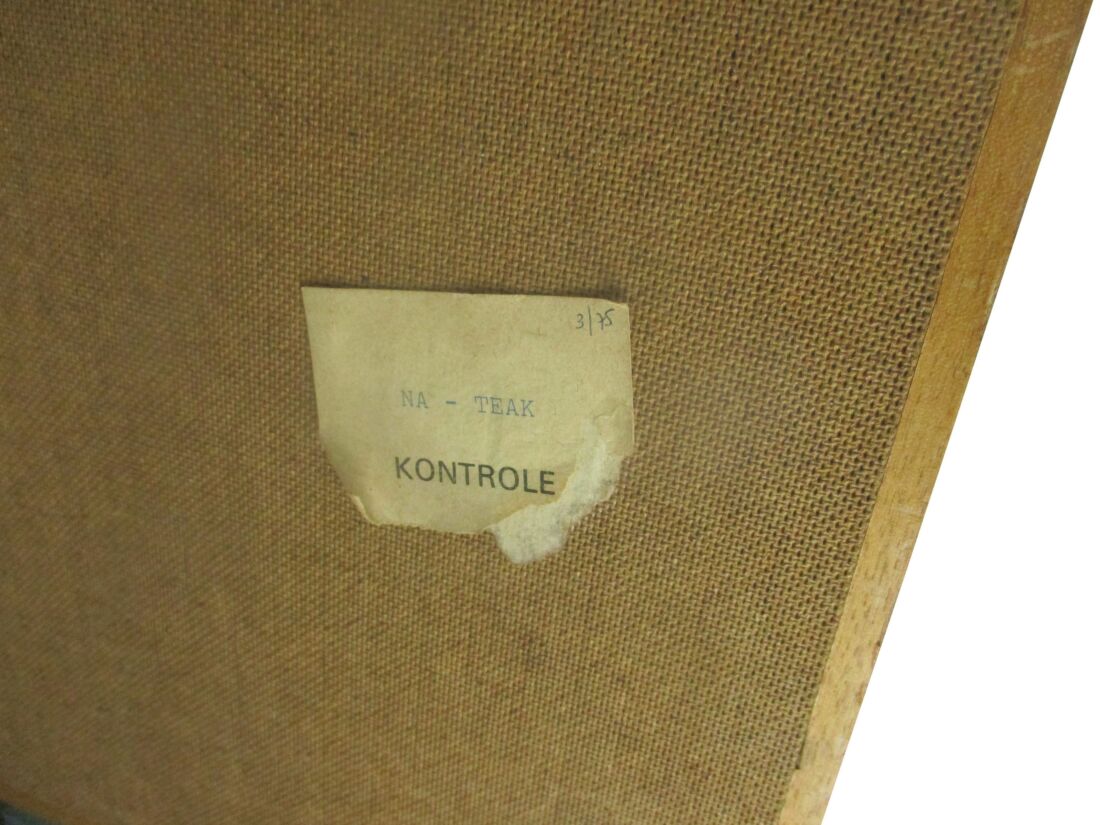 3/75
NA - TEAK
KONTROLE